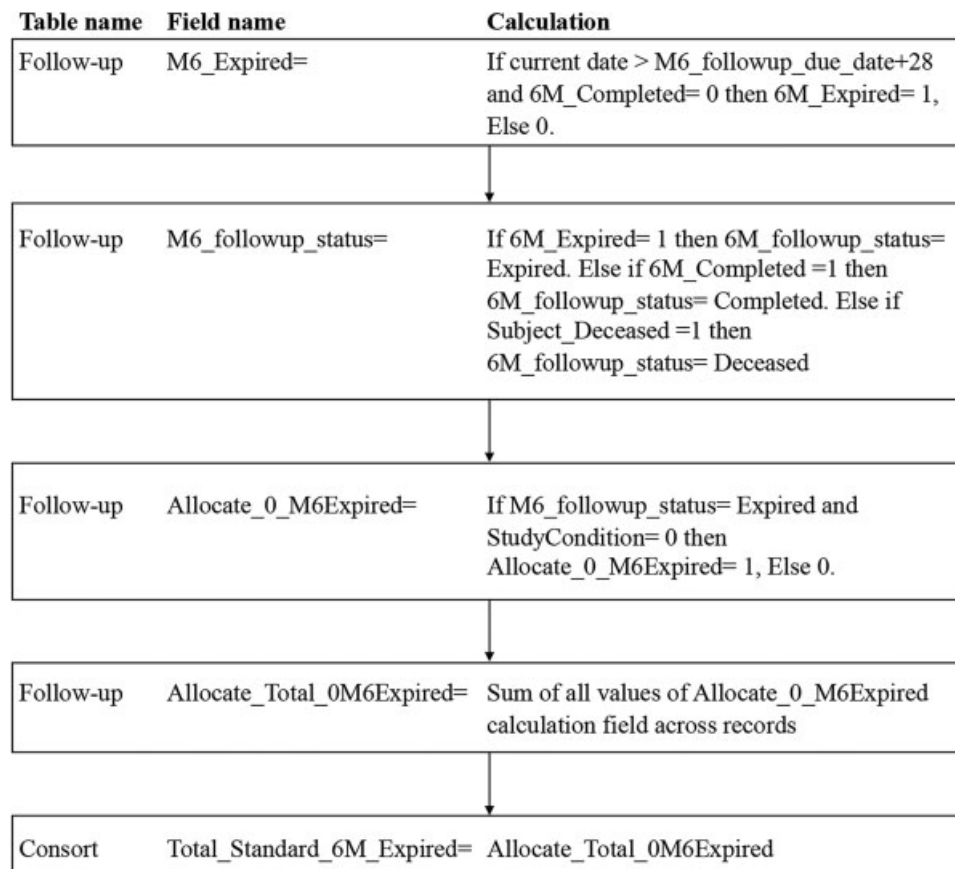 Table name Field name Calculation
Follow-up M6_Expired= If current date > M6_followup_due_date+28
and 6M_Completed= 0 then 6M_Expired= 1,
Else 0.
Follow-up M6_followup_status= If 6M_Expired= 1 then 6M_followup_status=
Expired. Else if 6M_Completed =1 then
6M_followup_status= Completed. Else if
Subject_Deceased =1 then
6M_followup_status= Deceased
Follow-up Allocate_0_M6Expired= If M6_followup_status= Expired and
StudyCondition= 0 then
Allocate_0_M6Expired= 1, Else 0.
Follow-up Allocate_Total_0M6Expired= Sum of all values of Allocate_0_M6Expired
calculation field across records
Consort Total_Standard_6M_Expired= Allocate_Total_0M6Expired